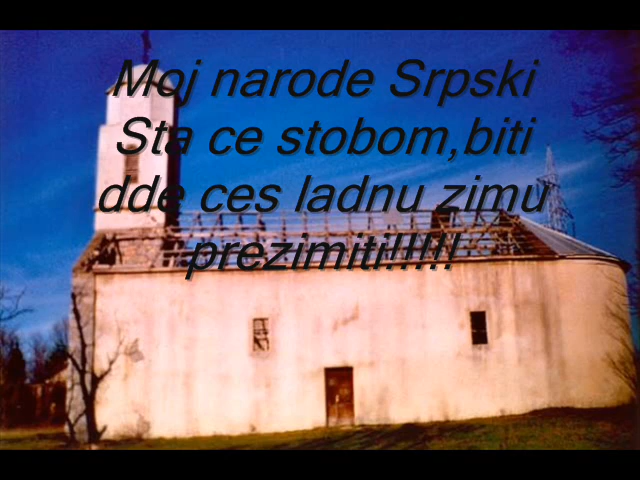 Moj narode Srpski
Sta ce stobom,biti
dde ces ladnu zimu
prezimiti!!!!!